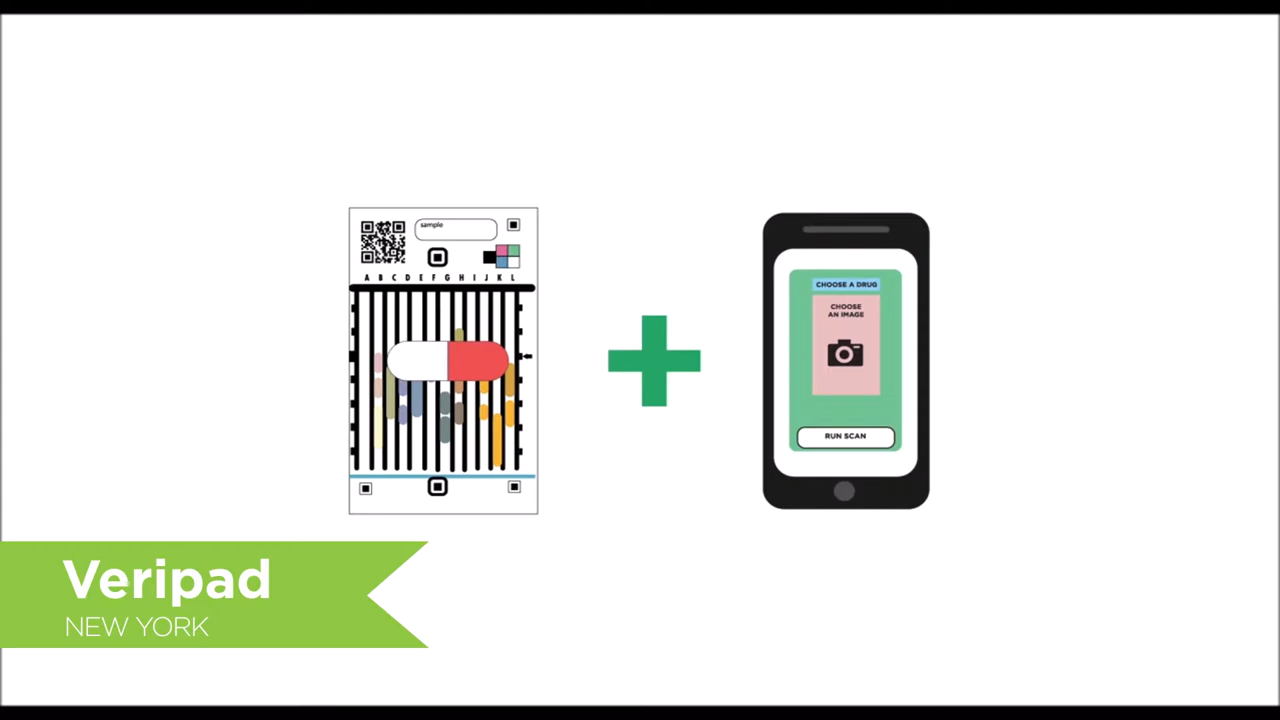 sample
A B C D E F G H I J K L
CHOOSE A DRUG
CHOOSE
AN IMAGE
RUN SCAN
Veripad
NEW YORK